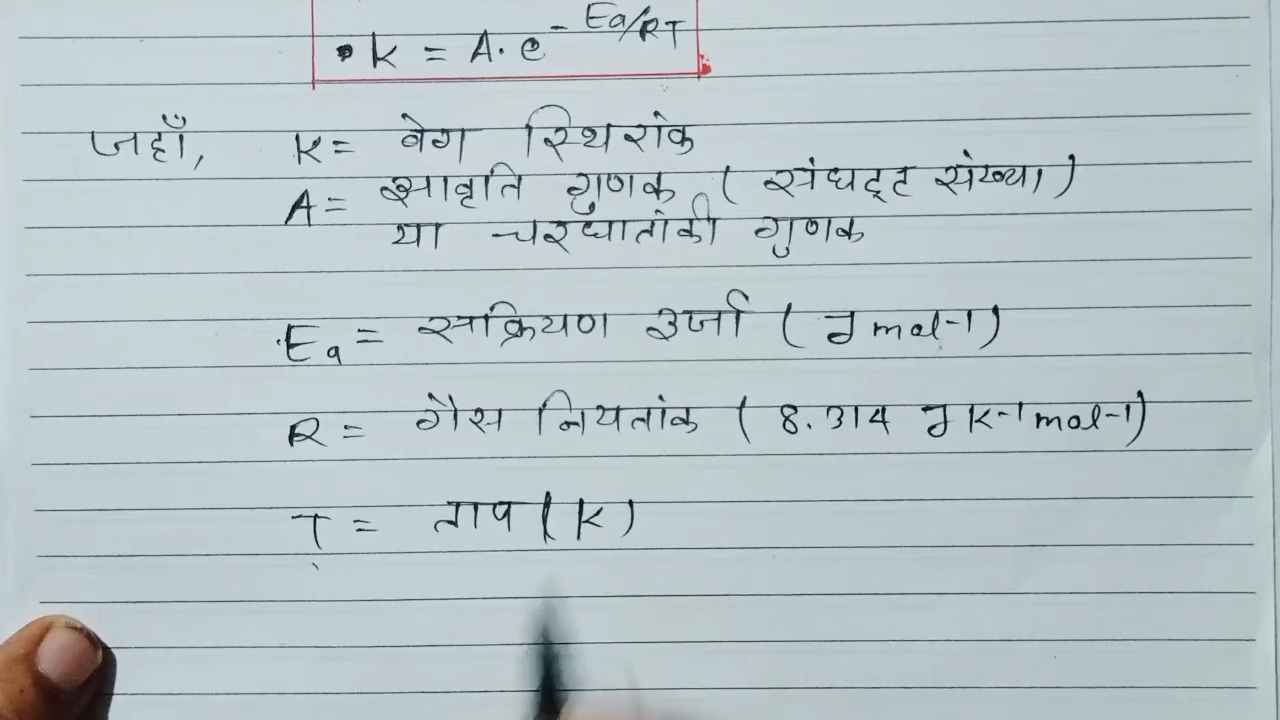 • k = A. e^-Ea/RT
जहाँ, K = वेग स्थिरांक
A = आवृति गुणक ( संघट्ट संख्या )
या चरघातांकी गुणक
Ea = सक्रियण उर्जा ( J mol-1)
R = गैस नियतांक ( 8.314 J K-1 mol-1)
T = ताप (K)